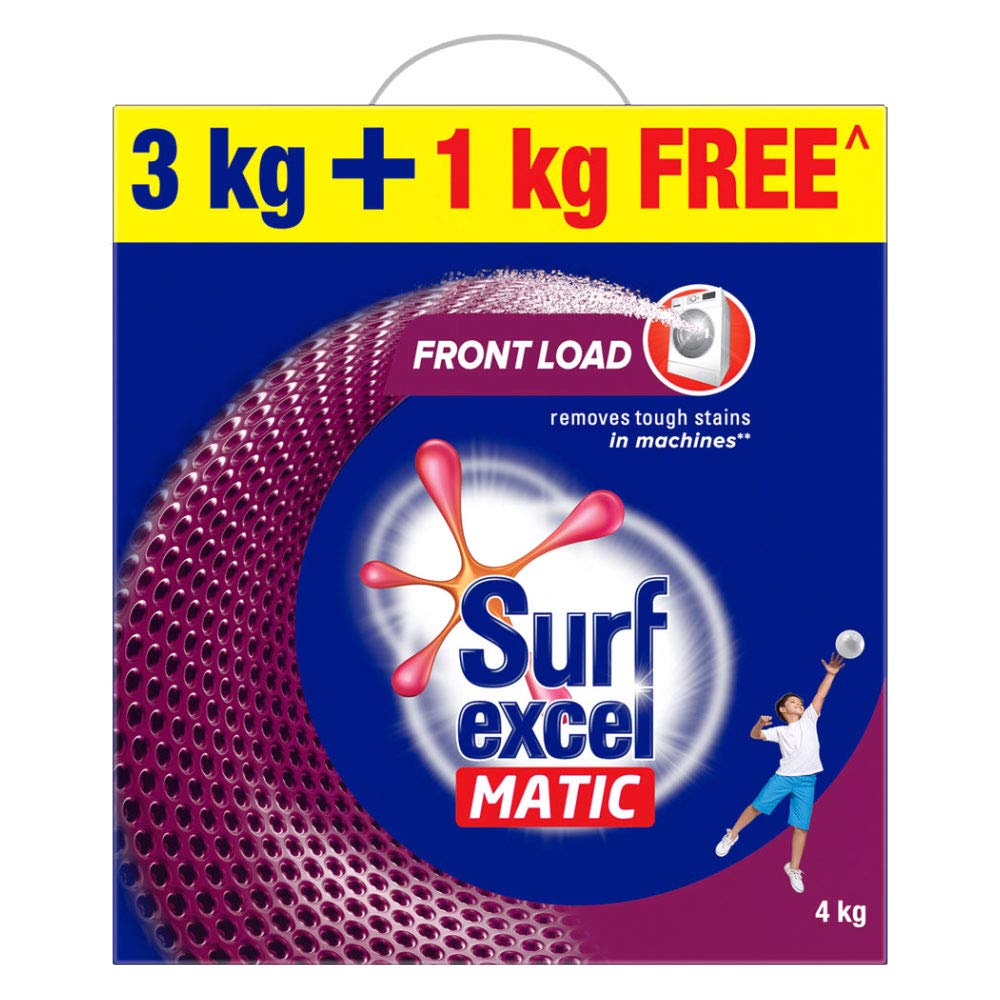 3 kg + 1 kg FREE^
FRONT LOAD
removes tough stains
in machines**
Surf
excel
MATIC
4 kg